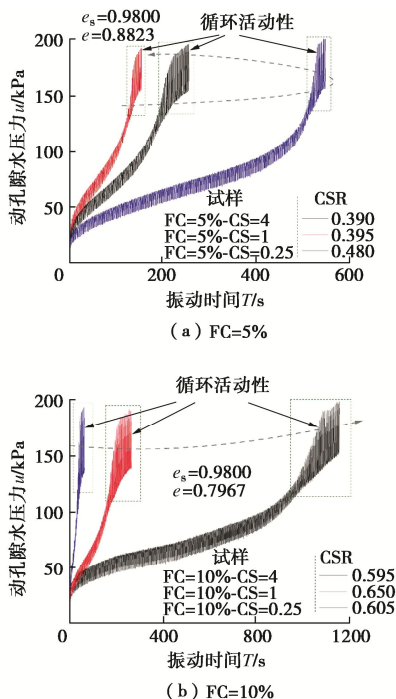 e_s=0.9800
e=0.8823
循环活动性
200
150
100
50
动孔隙水压力u/kPa
试样
CSR
FC=5%-CS=4
0.390
FC=5%-CS=1
0.395
FC=5%-CS=0.25
0.480
0
200
400
600
振动时间T/s
(a) FC=5%
循环活动性
200
150
100
50
动孔隙水压力u/kPa
e_s=0.9800
e=0.7967
试样
CSR
FC=10%-CS=4
0.595
FC=10%-CS=1
0.650
FC=10%-CS=0.25
0.605
0
400
800
1200
振动时间T/s
(b) FC=10%